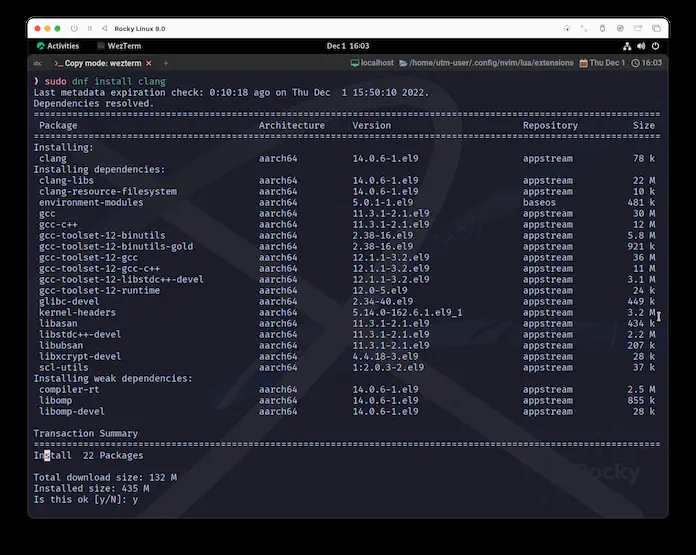 Rocky Linux 9.0
Activities WezTerm Dec 1 16:03
Copy mode: wezterm × + localhost /home/utm-user/.config/nvim/lua/extensions Thu Dec 1 16:03
❯ sudo dnf install clang
Last metadata expiration check: 0:10:18 ago on Thu Dec  1 15:50:10 2022.
Dependencies resolved.
Package Architecture Version Repository Size
Installing:
clang aarch64 14.0.6-1.el9 appstream 78 k
Installing dependencies:
clang-libs aarch64 14.0.6-1.el9 appstream 22 M
clang-resource-filesystem aarch64 14.0.6-1.el9 appstream 10 k
environment-modules aarch64 5.0.1-1.el9 baseos 481 k
gcc aarch64 11.3.1-2.1.el9 appstream 30 M
gcc-c++ aarch64 11.3.1-2.1.el9 appstream 12 M
gcc-toolset-12-binutils aarch64 2.38-16.el9 appstream 5.8 M
gcc-toolset-12-binutils-gold aarch64 2.38-16.el9 appstream 921 k
gcc-toolset-12-gcc aarch64 12.1.1-3.2.el9 appstream 36 M
gcc-toolset-12-gcc-c++ aarch64 12.1.1-3.2.el9 appstream 11 M
gcc-toolset-12-libstdc++-devel aarch64 12.1.1-3.2.el9 appstream 3.1 M
gcc-toolset-12-runtime aarch64 12.0-5.el9 appstream 24 k
glibc-devel aarch64 2.34-40.el9 appstream 449 k
kernel-headers aarch64 5.14.0-162.6.1.el9_1 appstream 3.2 M
libasan aarch64 11.3.1-2.1.el9 appstream 434 k
libstdc++-devel aarch64 11.3.1-2.1.el9 appstream 2.2 M
libubsan aarch64 11.3.1-2.1.el9 appstream 207 k
libxcrypt-devel aarch64 4.4.18-3.el9 appstream 28 k
scl-utils aarch64 1:2.0.3-2.el9 appstream 37 k
Installing weak dependencies:
compiler-rt aarch64 14.0.6-1.el9 appstream 2.5 M
libomp aarch64 14.0.6-1.el9 appstream 855 k
libomp-devel aarch64 14.0.6-1.el9 appstream 28 k
Transaction Summary
Install  22 Packages
Rocky
Total download size: 132 M
Installed size: 435 M
Is this ok [y/N]: y